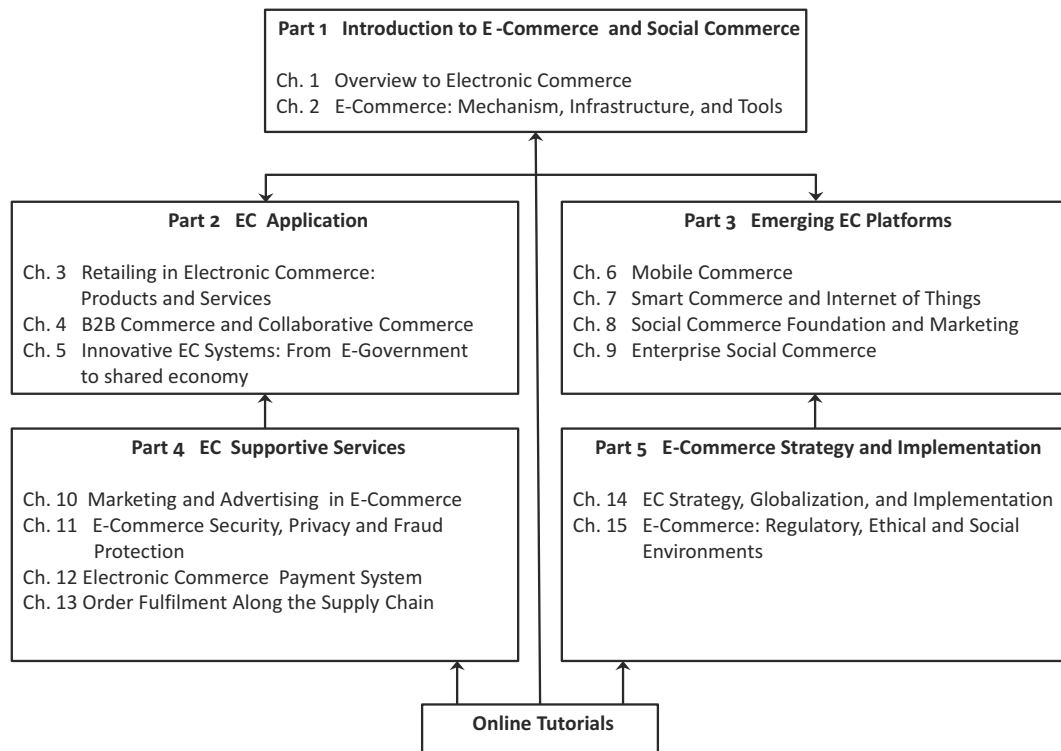 Part 1 Introduction to E-Commerce and Social Commerce
Ch. 1 Overview to Electronic Commerce
Ch. 2 E-Commerce: Mechanism, Infrastructure, and Tools
Part 2 EC Application
Ch. 3 Retailing in Electronic Commerce:
Products and Services
Ch. 4 B2B Commerce and Collaborative Commerce
Ch. 5 Innovative EC Systems: From E-Government
to shared economy
Part 3 Emerging EC Platforms
Ch. 6 Mobile Commerce
Ch. 7 Smart Commerce and Internet of Things
Ch. 8 Social Commerce Foundation and Marketing
Ch. 9 Enterprise Social Commerce
Part 4 EC Supportive Services
Ch. 10 Marketing and Advertising in E-Commerce
Ch. 11 E-Commerce Security, Privacy and Fraud
Protection
Ch. 12 Electronic Commerce Payment System
Ch. 13 Order Fulfilment Along the Supply Chain
Part 5 E-Commerce Strategy and Implementation
Ch. 14 EC Strategy, Globalization, and Implementation
Ch. 15 E-Commerce: Regulatory, Ethical and Social
Environments
Online Tutorials